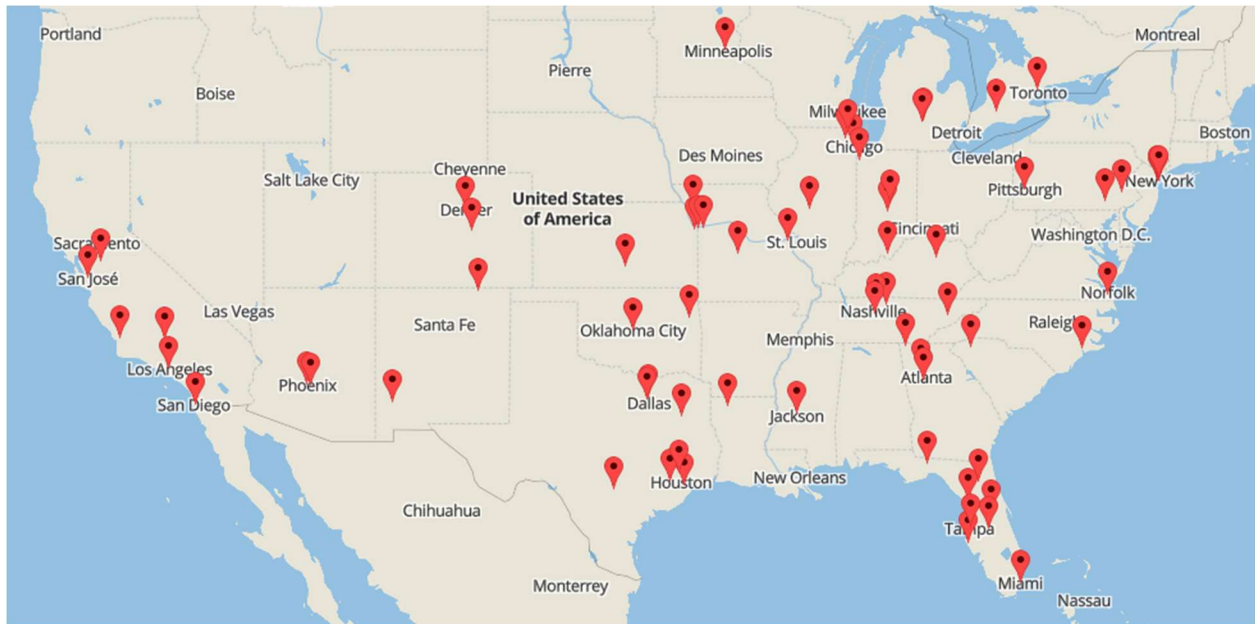 Portland
Montreal
Minneapolis
Pierre
Boise
Toronto
Milwaukee
Detroit
Boston
Chicago
Des Moines
Cleveland
Cheyenne
Salt Lake City
New York
Pittsburgh
United States
of America
Denver
Cincinnati
Washington D.C.
Sacramento
St. Louis
San José
Norfolk
Las Vegas
Nashville
Raleigh
Santa Fe
Oklahoma City
Memphis
Los Angeles
Atlanta
Phoenix
San Diego
Dallas
Jackson
New Orleans
Houston
Chihuahua
Tampa
Monterrey
Miami
Nassau